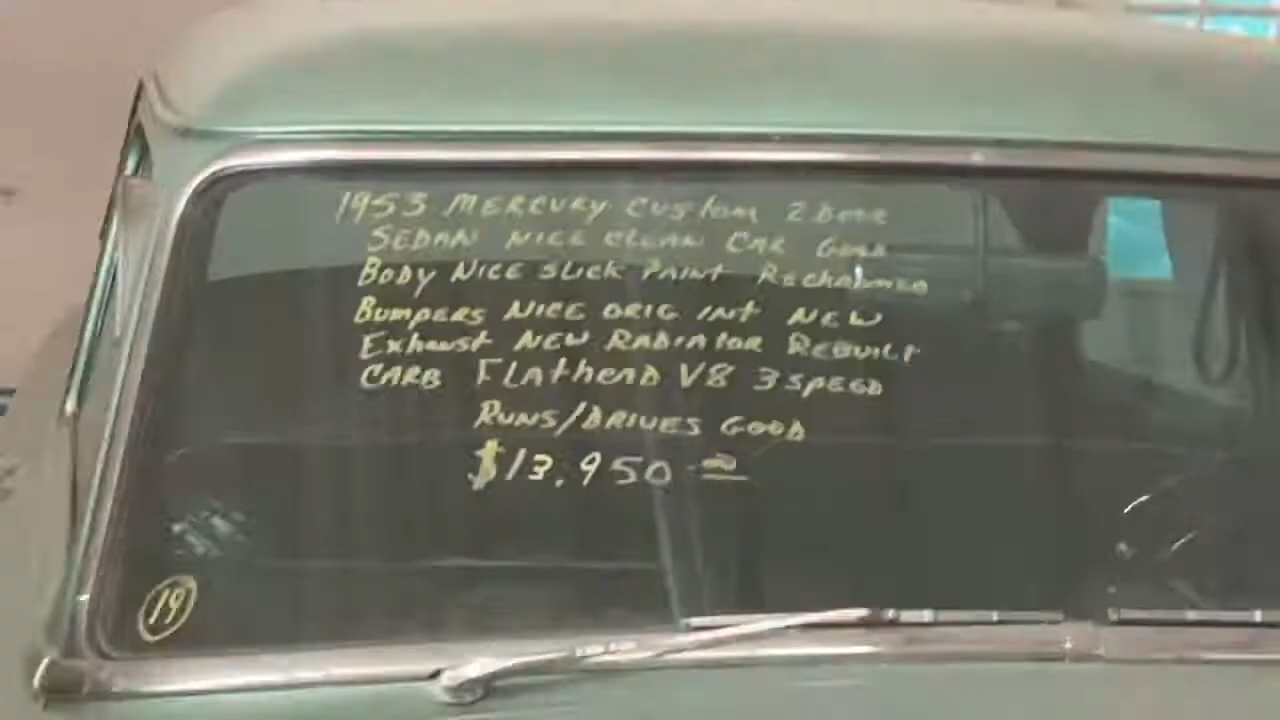 1953 MERCURY CUSTOM 2 DOOR
SEDAN NICE CLEAN CAR GOOD
BODY NICE SLICK PAINT RECHROMED
BUMPERS NICE ORIG INT NEW
EXHAUST NEW RADIATOR REBUILT
CARB FLATHEAD V8 3 SPEED
RUNS/DRIVES GOOD
$13,950
19